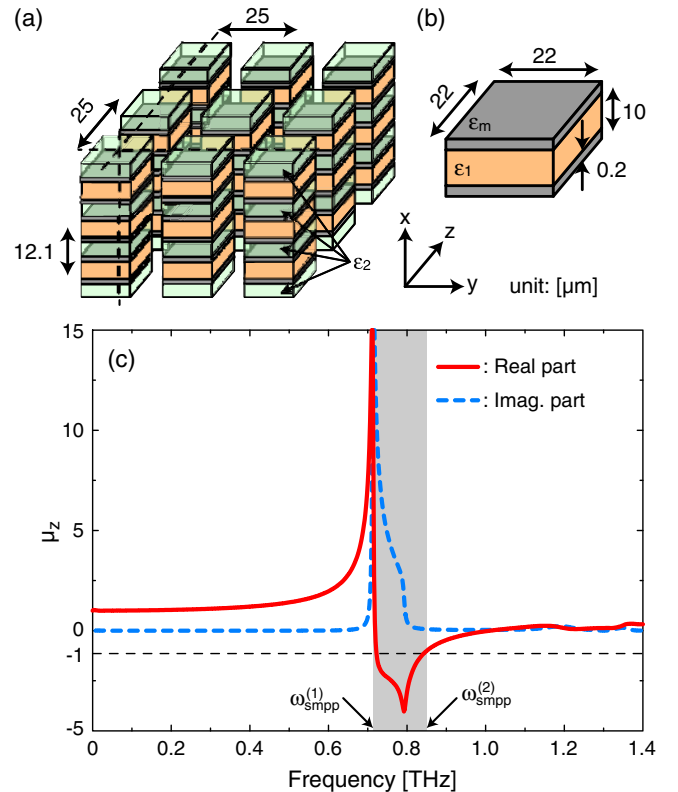 (a)
25
25
12.1
ε2
(b)
22
22
10
εm
ε1
0.2
x
z
y
unit: [μm]
(c)
: Real part
: Imag. part
μz
15
10
5
0
-1
-5
ω(1)smpp
ω(2)smpp
0 0.2 0.4 0.6 0.8 1.0 1.2 1.4
Frequency [THz]